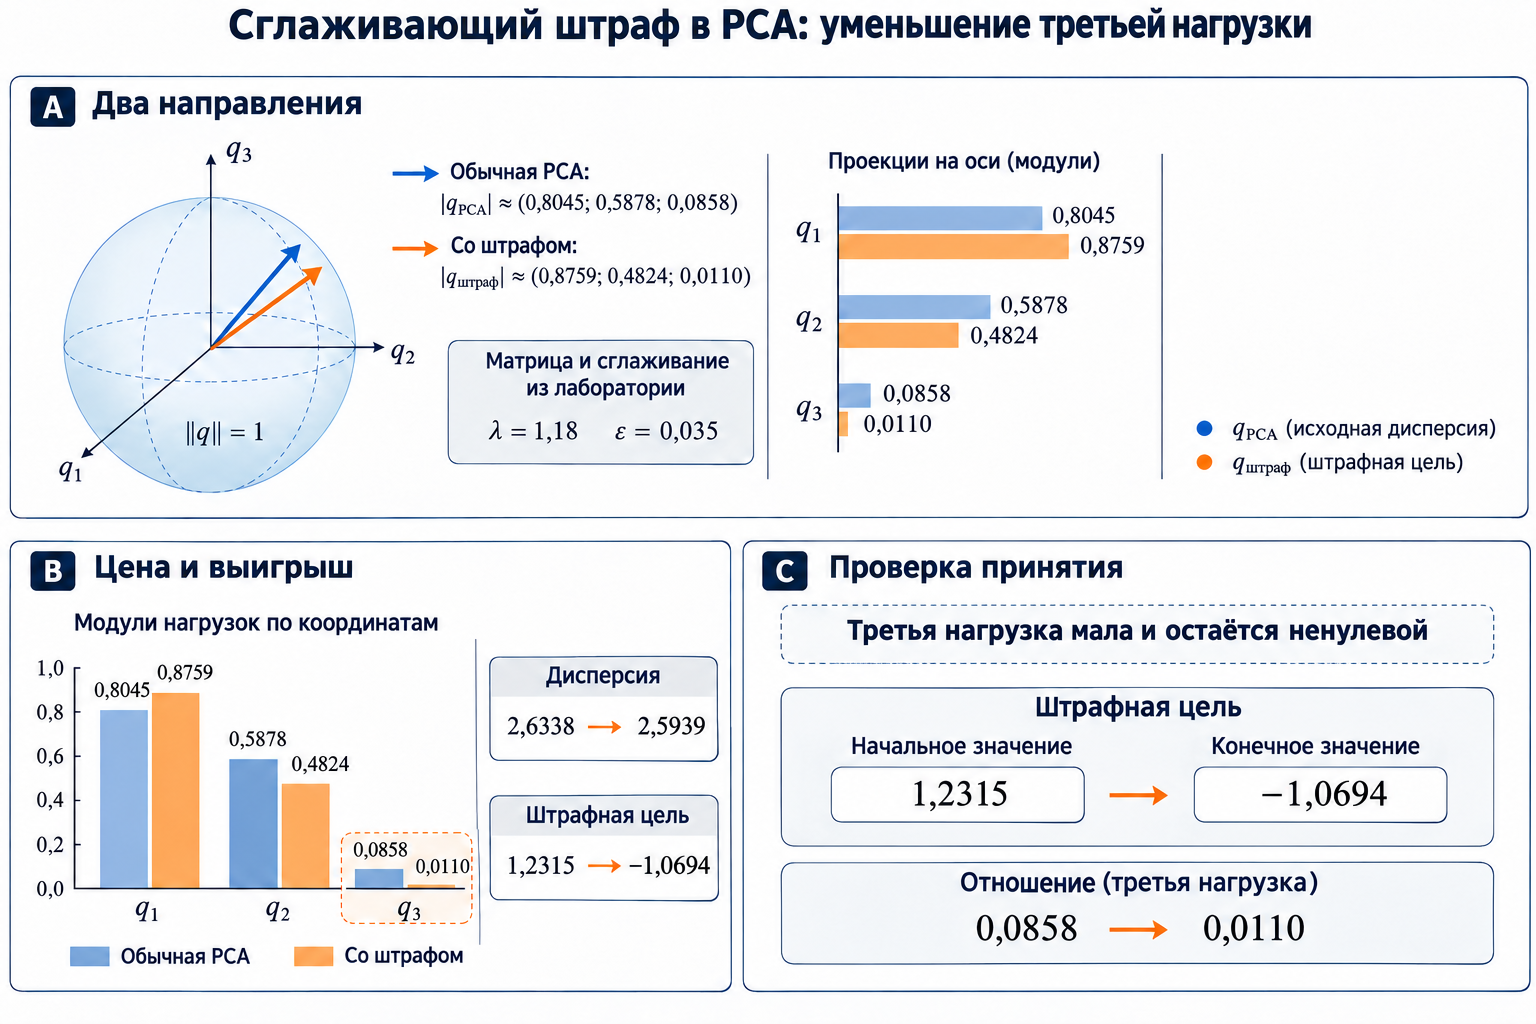 Сглаживающий штраф в PCA: уменьшение третьей нагрузки
A Два направления
q₃
q₂
q₁
‖q‖ = 1
Обычная PCA:
|q_PCA| ≈ (0,8045; 0,5878; 0,0858)
Со штрафом:
|q_штраф| ≈ (0,8759; 0,4824; 0,0110)
Матрица и сглаживание
из лаборатории
λ = 1,18 ε = 0,035
Проекции на оси (модули)
q₁
0,8045
0,8759
q₂
0,5878
0,4824
q₃
0,0858
0,0110
q_PCA (исходная дисперсия)
q_штраф (штрафная цель)
B Цена и выигрыш
Модули нагрузок по координатам
1,0
0,8
0,6
0,4
0,2
0,0
0,8045
0,8759
0,5878
0,4824
0,0858
0,0110
q₁
q₂
q₃
Обычная PCA
Со штрафом
Дисперсия
2,6338 → 2,5939
Штрафная цель
1,2315 → −1,0694
C Проверка принятия
Третья нагрузка мала и остаётся ненулевой
Штрафная цель
Начальное значение
Конечное значение
1,2315 → −1,0694
Отношение (третья нагрузка)
0,0858 → 0,0110